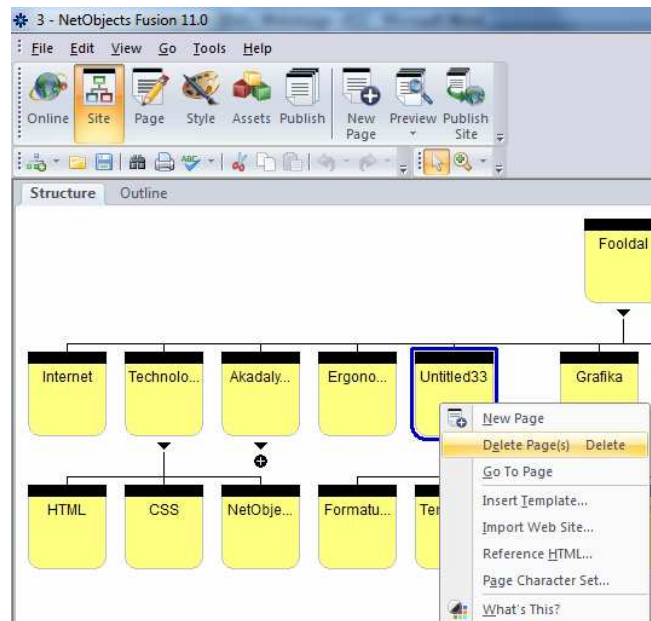 3 - NetObjects Fusion 11.0
File Edit View Go Tools Help
Online Site Page Style Assets Publish New Page Preview Publish Site
ABC
Structure Outline
Fooldal
Internet Technolo... Akadaly... Ergono... Untitled33 Grafika
New Page
Delete Page(s) Delete
Go To Page
HTML CSS NetObje... Formatu...
Insert Template...
Import Web Site...
Reference HTML...
Page Character Set...
What's This?